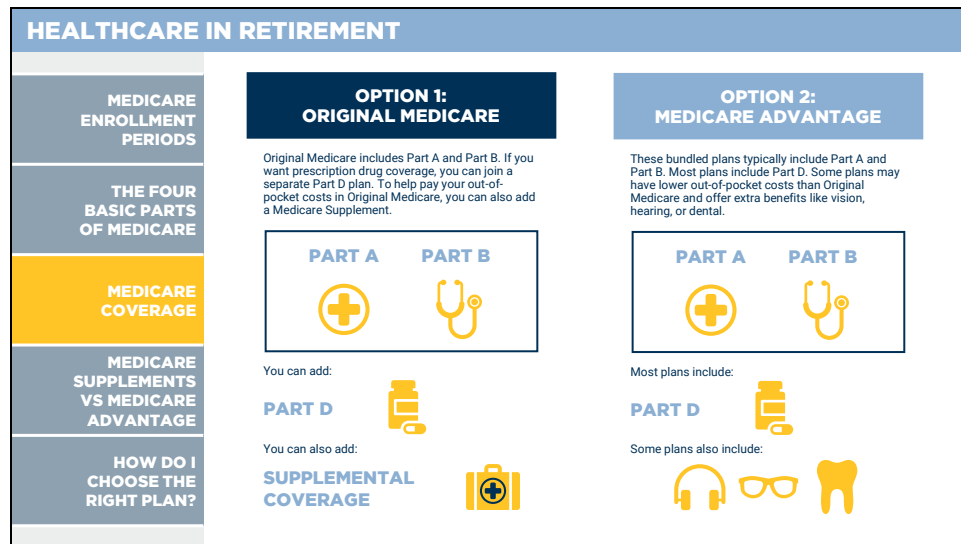 HEALTHCARE IN RETIREMENT
MEDICARE
ENROLLMENT
PERIODS
THE FOUR
BASIC PARTS
OF MEDICARE
MEDICARE
COVERAGE
MEDICARE
SUPPLEMENTS
VS MEDICARE
ADVANTAGE
HOW DO I
CHOOSE THE
RIGHT PLAN?
OPTION 1:
ORIGINAL MEDICARE
Original Medicare includes Part A and Part B. If you
want prescription drug coverage, you can join a
separate Part D plan. To help pay your out-of-
pocket costs in Original Medicare, you can also add
a Medicare Supplement.
PART A PART B
You can add:
PART D
You can also add:
SUPPLEMENTAL
COVERAGE
OPTION 2:
MEDICARE ADVANTAGE
These bundled plans typically include Part A and
Part B. Most plans include Part D. Some plans may
have lower out-of-pocket costs than Original
Medicare and offer extra benefits like vision,
hearing, or dental.
PART A PART B
Most plans include:
PART D
Some plans also include: